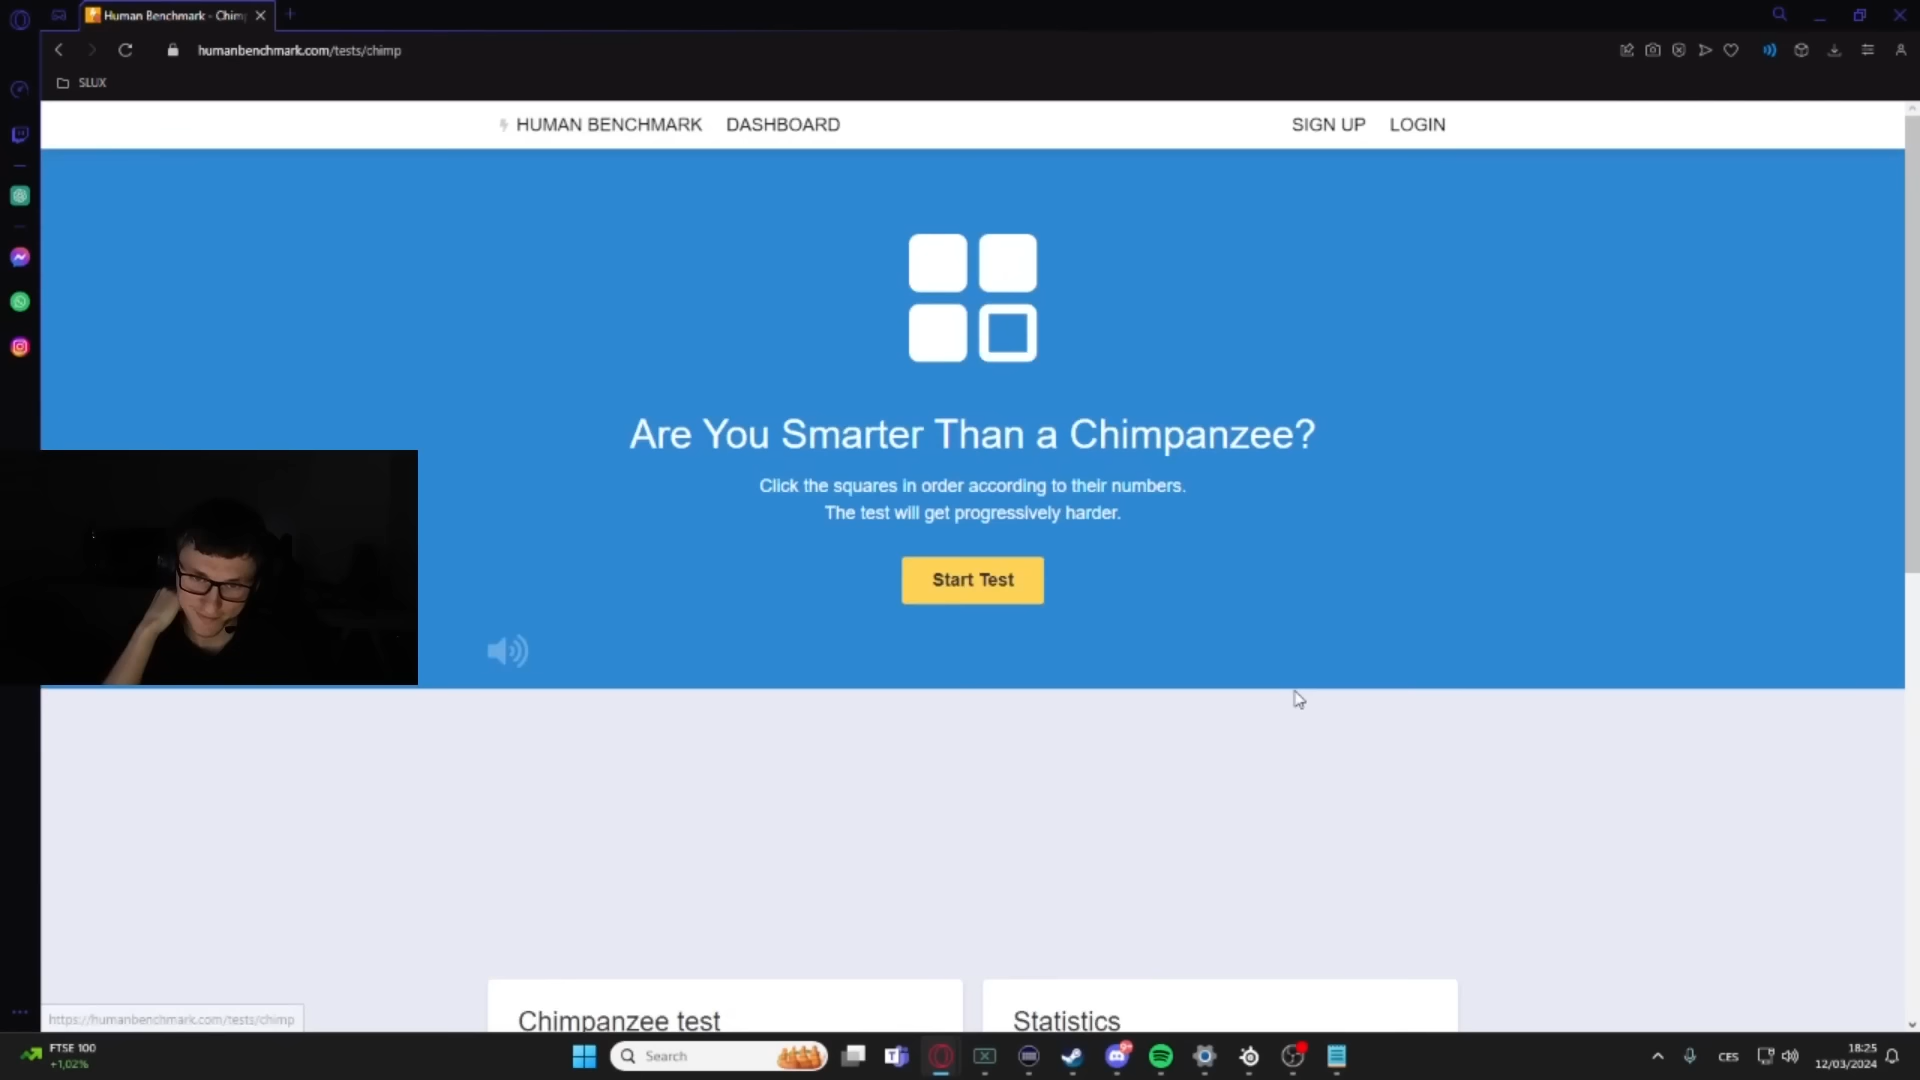 Human Benchmark - Chim
humanbenchmark.com/tests/chimp
SLUX
HUMAN BENCHMARK DASHBOARD SIGN UP LOGIN
Are You Smarter Than a Chimpanzee?
Click the squares in order according to their numbers.
The test will get progressively harder.
Start Test
Chimpanzee test
Statistics
https://humanbenchmark.com/tests/chimp
FTSE 100
+1,02%
Search
9+
CES
18:25
12/03/2024